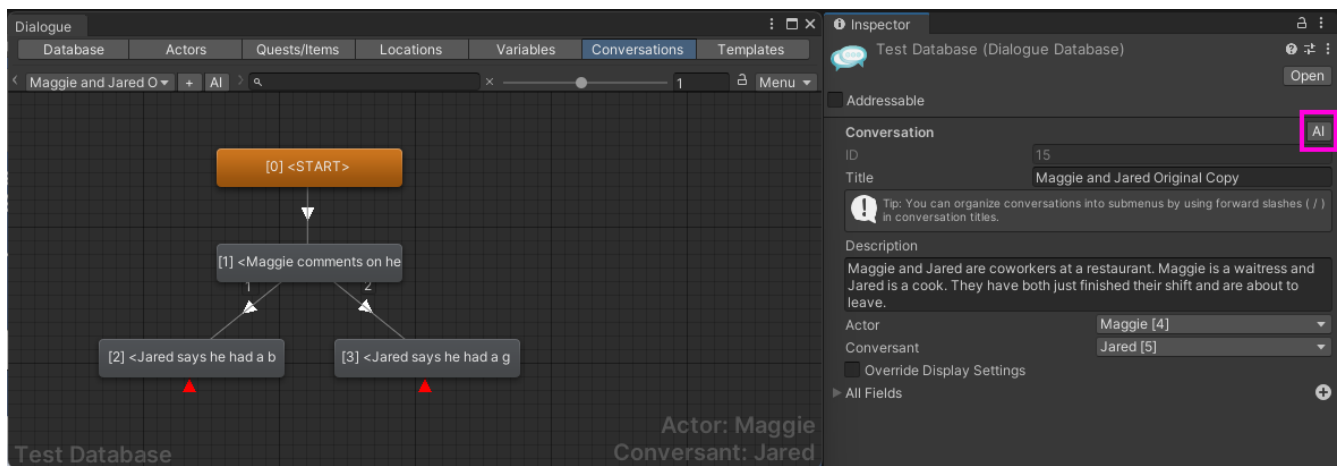 Dialogue
Database Actors Quests/Items Locations Variables Conversations Templates
Maggie and Jared O + AI 1 Menu
[0] <START>
[1] <Maggie comments on he
1 2
[2] <Jared says he had a b [3] <Jared says he had a g
Test Database
Actor: Maggie
Conversant: Jared
Inspector
Test Database (Dialogue Database)
Open
Addressable
Conversation AI
ID 15
Title Maggie and Jared Original Copy
Tip: You can organize conversations into submenus by using forward slashes ( / )
in conversation titles.
Description
Maggie and Jared are coworkers at a restaurant. Maggie is a waitress and
Jared is a cook. They have both just finished their shift and are about to
leave.
Actor Maggie [4]
Conversant Jared [5]
Override Display Settings
All Fields